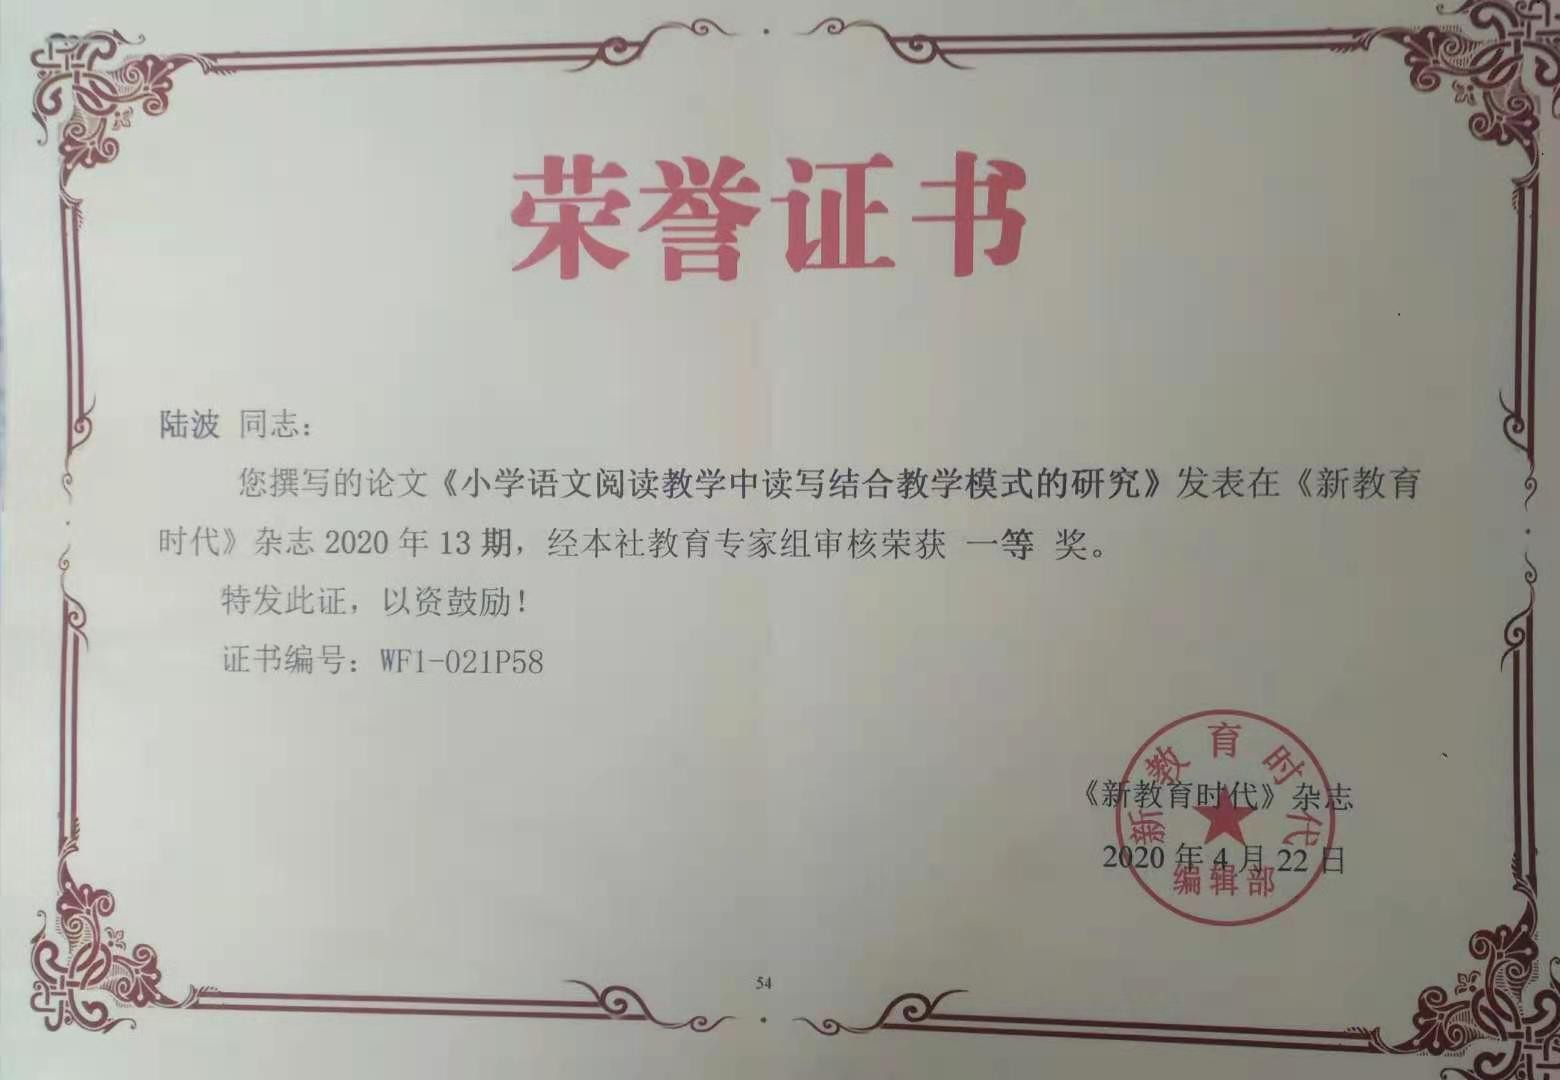 荣誉证书
陆波 同志：
您撰写的论文《小学语文阅读教学中读写结合教学模式的研究》发表在《新教育
时代》杂志 2020 年 13 期，经本社教育专家组审核荣获 一等 奖。
特发此证，以资鼓励！
证书编号：WF1-021P58
新教育时代
《新教育时代》杂志
2020 年 4 月 22 日
编辑部
54